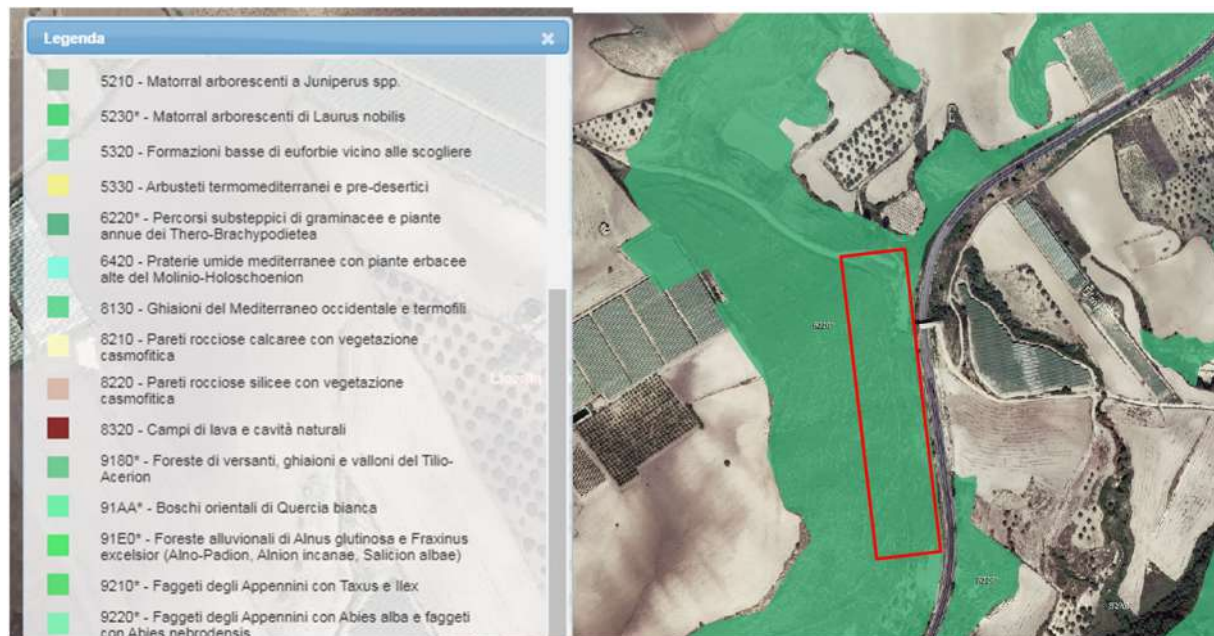 Legenda
5210 - Matorral arborescenti a Juniperus spp.
5230* - Matorral arborescenti di Laurus nobilis
5320 - Formazioni basse di euforbie vicino alle scogliere
5330 - Arbusteti termomediterranei e pre-desertici
6220* - Percorsi substeppici di graminacee e piante
annue dei Thero-Brachypodietea
6420 - Praterie umide mediterranee con piante erbacee
alte del Molinio-Holoschoenion
8130 - Ghiaioni del Mediterraneo occidentale e termofili
8210 - Pareti rocciose calcaree con vegetazione
casmofitica
8220 - Pareti rocciose silicee con vegetazione
casmofitica
8320 - Campi di lava e cavità naturali
9180* - Foreste di versanti, ghiaioni e valloni del Tilio-
Acerion
91AA* - Boschi orientali di Quercia bianca
91E0* - Foreste alluvionali di Alnus glutinosa e Fraxinus
excelsior (Alno-Padion, Alnion incanae, Salicion albae)
9210* - Faggeti degli Appennini con Taxus e Ilex
9220* - Faggeti degli Appennini con Abies alba e faggeti
con Abies nebrodensis